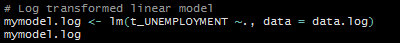 # Log transformed linear model
mymodel.log <- lm(t_UNEMPLOYMENT ~., data = data.log)
mymodel.log